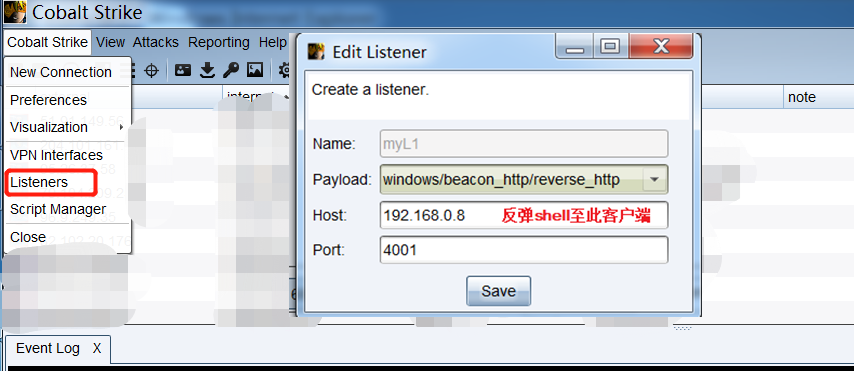 Cobalt Strike
Cobalt Strike View Attacks Reporting Help
New Connection
Preferences
Visualization
VPN Interfaces
Listeners
Script Manager
Close
note
Edit Listener
Create a listener.
Name: myL1
Payload: windows/beacon_http/reverse_http
Host: 192.168.0.8 反弹shell至此客户端
Port: 4001
Save
Event Log X